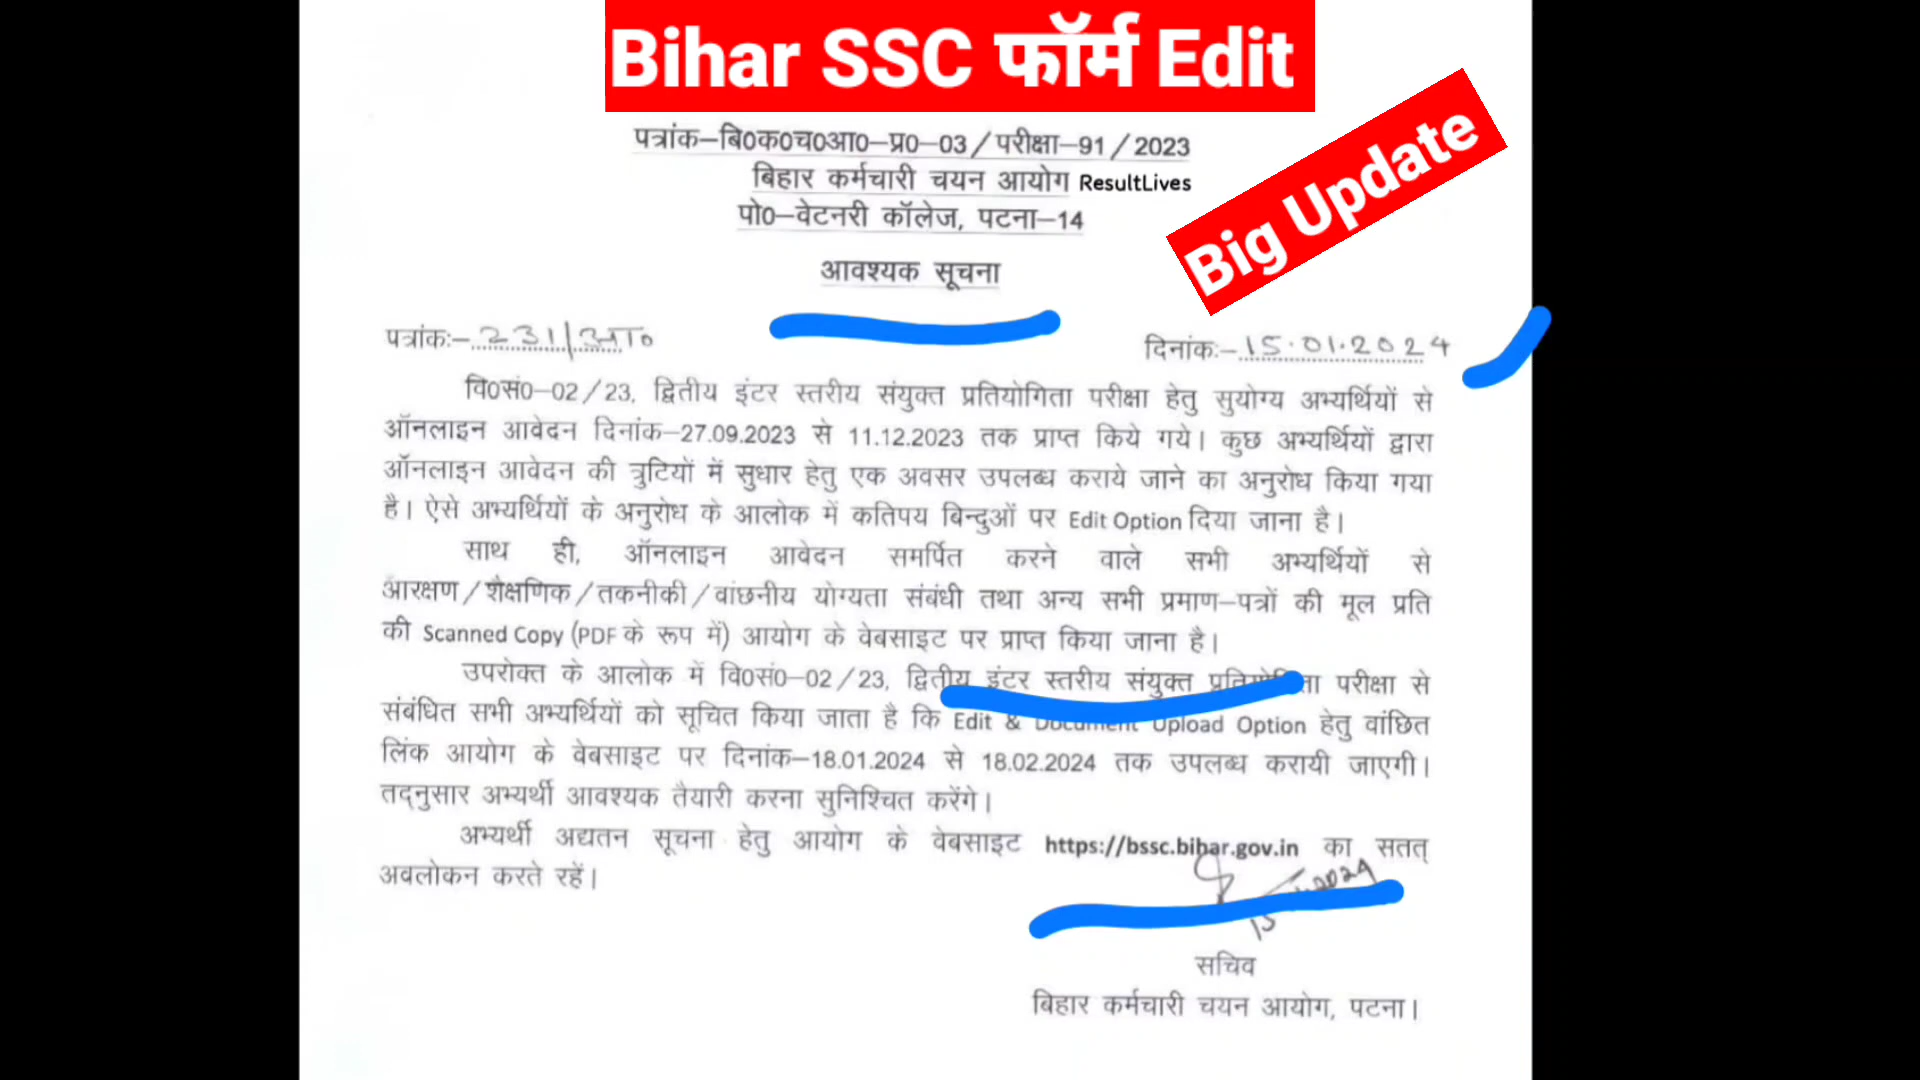 Bihar SSC फॉर्म Edit
Big Update
पत्रांक–बि0क0च0आ0–प्र0–03/परीक्षा–91/2023
बिहार कर्मचारी चयन आयोग ResultLives
पो0–वेटनरी कॉलेज, पटना–14
आवश्यक सूचना
पत्रांकः–231/आ0
दिनांकः–15.01.2024
वि0सं0–02/23, द्वितीय इंटर स्तरीय संयुक्त प्रतियोगिता परीक्षा हेतु सुयोग्य अभ्यर्थियों से
ऑनलाइन आवेदन दिनांक–27.09.2023 से 11.12.2023 तक प्राप्त किये गये। कुछ अभ्यर्थियों द्वारा
ऑनलाइन आवेदन की त्रुटियों में सुधार हेतु एक अवसर उपलब्ध कराये जाने का अनुरोध किया गया
है। ऐसे अभ्यर्थियों के अनुरोध के आलोक में कतिपय बिन्दुओं पर Edit Option दिया जाना है।
साथ ही, ऑनलाइन आवेदन समर्पित करने वाले सभी अभ्यर्थियों से
आरक्षण/शैक्षणिक/तकनीकी/वांछनीय योग्यता संबंधी तथा अन्य सभी प्रमाण–पत्रों की मूल प्रति
की Scanned Copy (PDF के रूप में) आयोग के वेबसाइट पर प्राप्त किया जाना है।
उपरोक्त के आलोक में वि0सं0–02/23, द्वितीय इंटर स्तरीय संयुक्त प्रतियोगिता परीक्षा से
संबंधित सभी अभ्यर्थियों को सूचित किया जाता है कि Edit & Document Upload Option हेतु वांछित
लिंक आयोग के वेबसाइट पर दिनांक–18.01.2024 से 18.02.2024 तक उपलब्ध करायी जाएगी।
तद्नुसार अभ्यर्थी आवश्यक तैयारी करना सुनिश्चित करेंगे।
अभ्यर्थी अद्यतन सूचना हेतु आयोग के वेबसाइट https://bssc.bihar.gov.in का सतत्
अवलोकन करते रहें।
सचिव
बिहार कर्मचारी चयन आयोग, पटना।